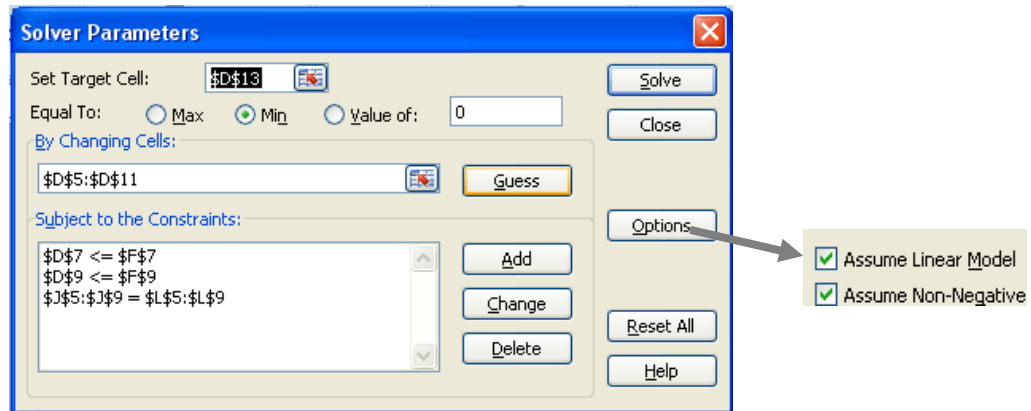 Solver Parameters
Set Target Cell: $D$13 Solve
Equal To: Max Min Value of: 0 Close
By Changing Cells:
$D$5:$D$11 Guess
Subject to the Constraints: Options
$D$7 <= $F$7 Add
$D$9 <= $F$9
$J$5:$J$9 = $L$5:$L$9 Change
Delete
Reset All
Help
Assume Linear Model
Assume Non-Negative